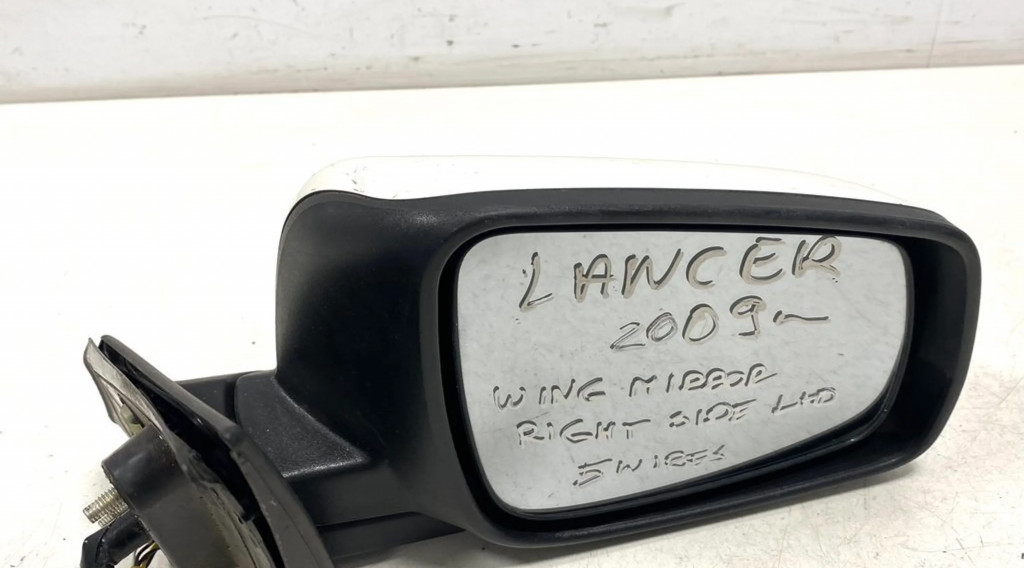 LANCER
2009~
WING MIRROR
RIGHT SIDE LHD
5 WIRES